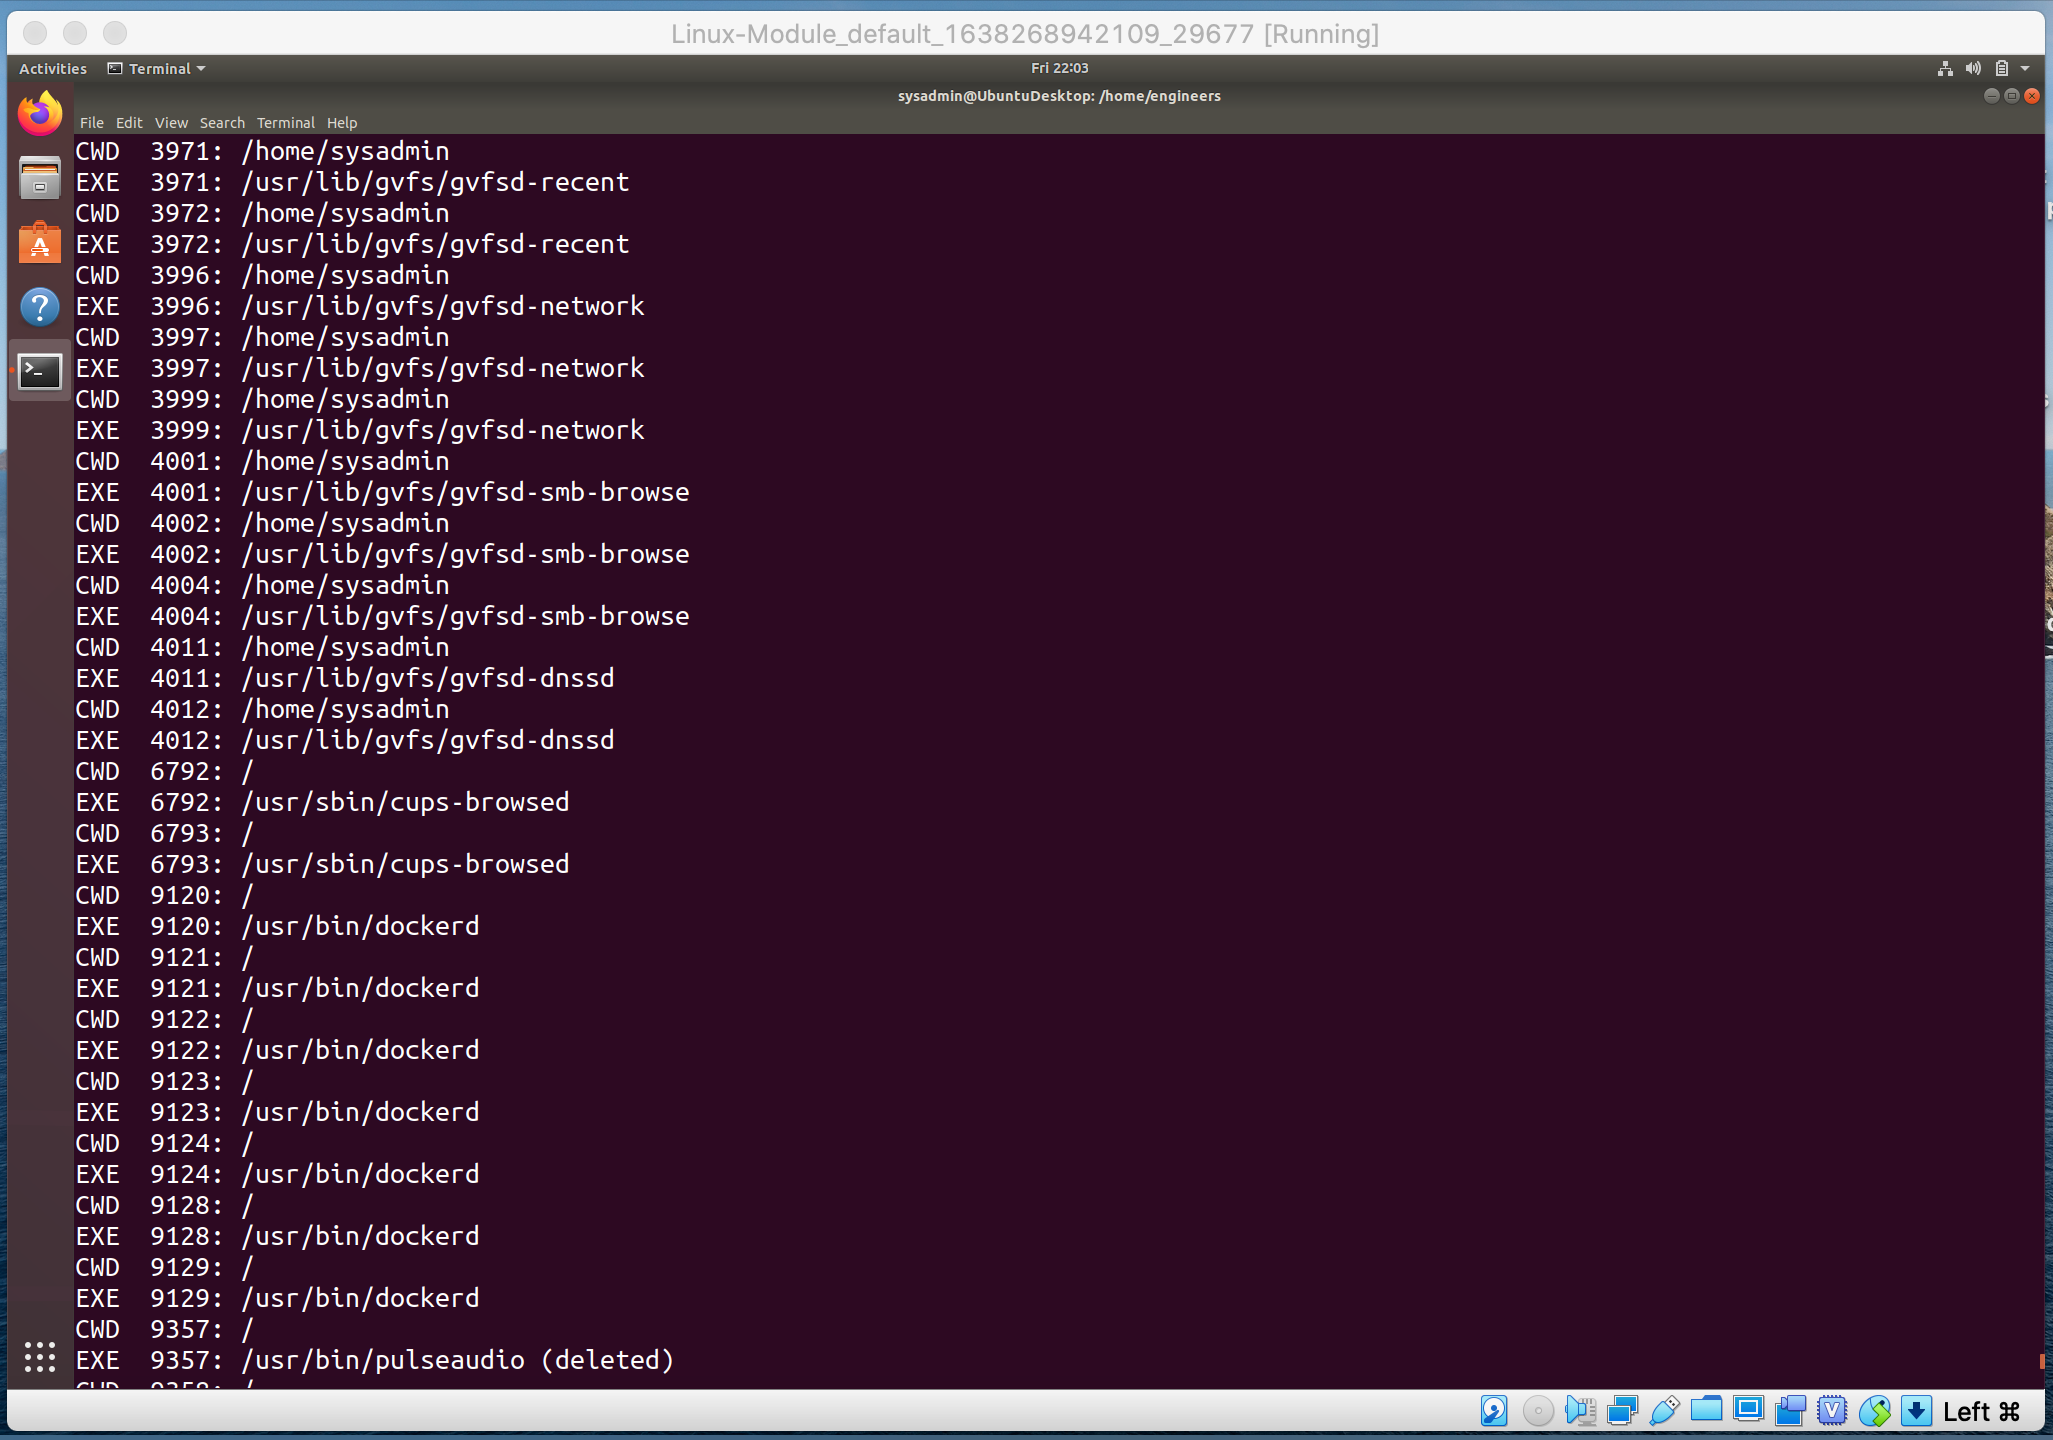 Linux-Module_default_1638268942109_29677 [Running]
Activities Terminal Fri 22:03
sysadmin@UbuntuDesktop: /home/engineers
File Edit View Search Terminal Help
CWD  3971: /home/sysadmin
EXE  3971: /usr/lib/gvfs/gvfsd-recent
CWD  3972: /home/sysadmin
EXE  3972: /usr/lib/gvfs/gvfsd-recent
CWD  3996: /home/sysadmin
EXE  3996: /usr/lib/gvfs/gvfsd-network
CWD  3997: /home/sysadmin
EXE  3997: /usr/lib/gvfs/gvfsd-network
CWD  3999: /home/sysadmin
EXE  3999: /usr/lib/gvfs/gvfsd-network
CWD  4001: /home/sysadmin
EXE  4001: /usr/lib/gvfs/gvfsd-smb-browse
CWD  4002: /home/sysadmin
EXE  4002: /usr/lib/gvfs/gvfsd-smb-browse
CWD  4004: /home/sysadmin
EXE  4004: /usr/lib/gvfs/gvfsd-smb-browse
CWD  4011: /home/sysadmin
EXE  4011: /usr/lib/gvfs/gvfsd-dnssd
CWD  4012: /home/sysadmin
EXE  4012: /usr/lib/gvfs/gvfsd-dnssd
CWD  6792: /
EXE  6792: /usr/sbin/cups-browsed
CWD  6793: /
EXE  6793: /usr/sbin/cups-browsed
CWD  9120: /
EXE  9120: /usr/bin/dockerd
CWD  9121: /
EXE  9121: /usr/bin/dockerd
CWD  9122: /
EXE  9122: /usr/bin/dockerd
CWD  9123: /
EXE  9123: /usr/bin/dockerd
CWD  9124: /
EXE  9124: /usr/bin/dockerd
CWD  9128: /
EXE  9128: /usr/bin/dockerd
CWD  9129: /
EXE  9129: /usr/bin/dockerd
CWD  9357: /
EXE  9357: /usr/bin/pulseaudio (deleted)
CWD  9358: /
Left ⌘